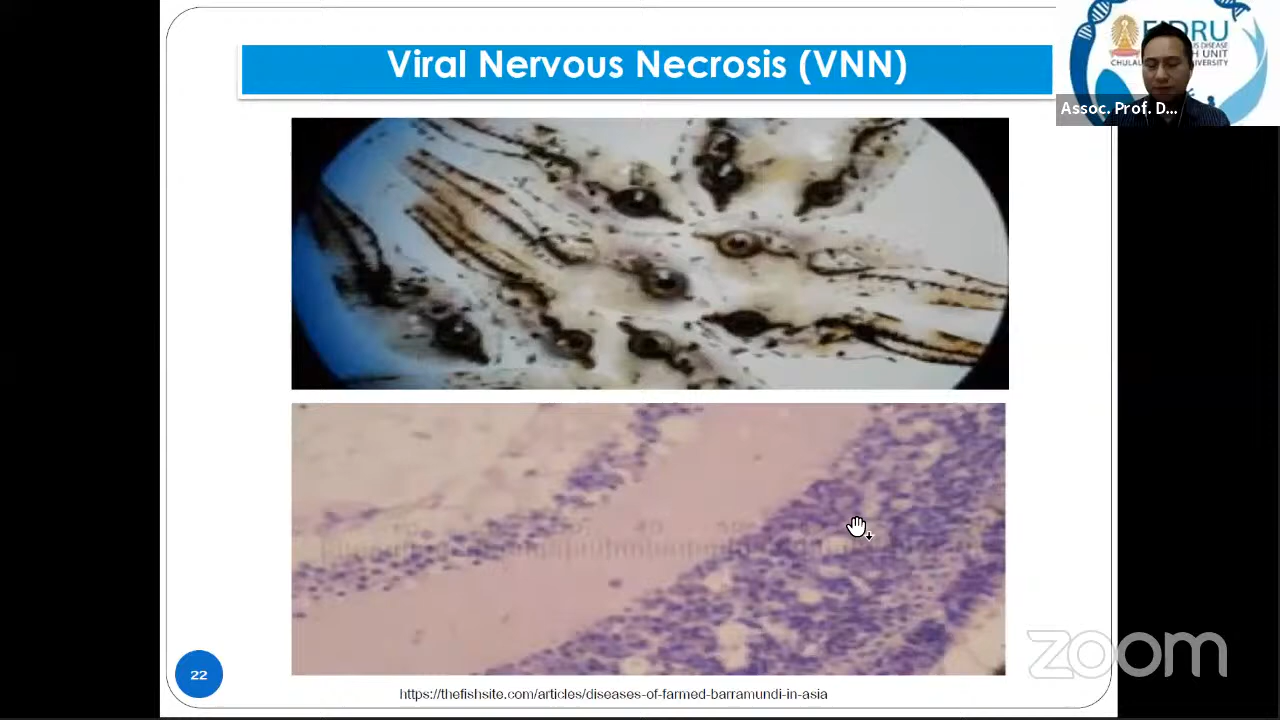 Viral Nervous Necrosis (VNN)
Assoc. Prof. D...
22
https://thefishsite.com/articles/diseases-of-farmed-barramundi-in-asia
zoom